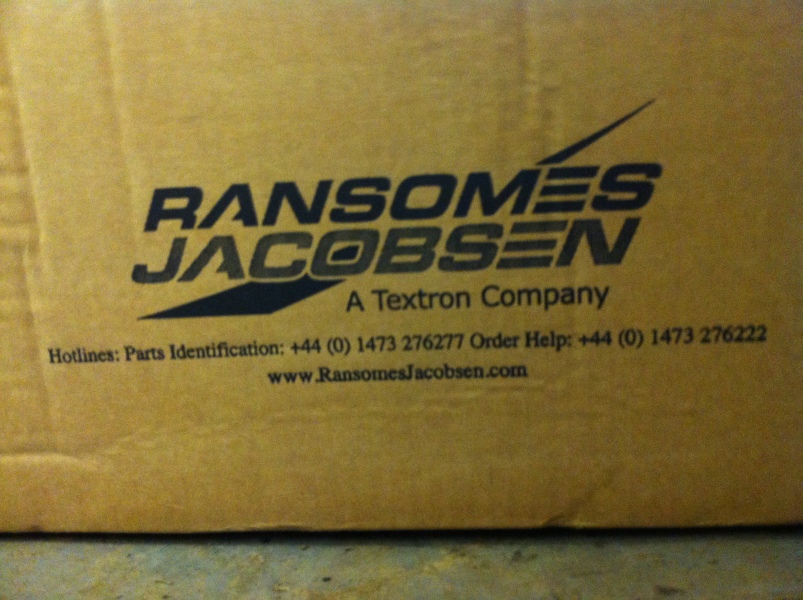 RANSOMES
JACOBSEN
A Textron Company
Hotlines: Parts Identification: +44 (0) 1473 276277 Order Help: +44 (0) 1473 276222
www.RansomesJacobsen.com